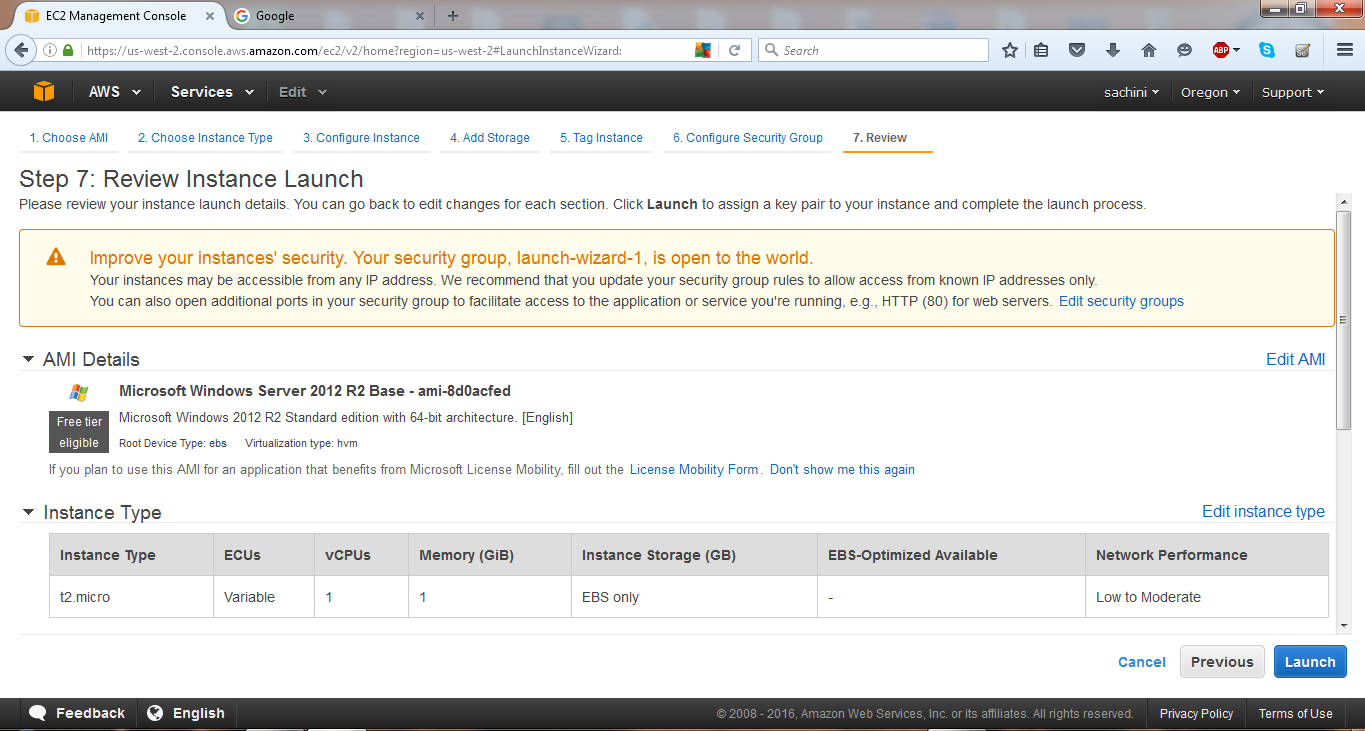 EC2 Management Console
Google
https://us-west-2.console.aws.amazon.com/ec2/v2/home?region=us-west-2#LaunchInstanceWizard:
Search
ABP
AWS Services Edit sachini Oregon Support
1. Choose AMI 2. Choose Instance Type 3. Configure Instance 4. Add Storage 5. Tag Instance 6. Configure Security Group 7. Review
Step 7: Review Instance Launch
Please review your instance launch details. You can go back to edit changes for each section. Click Launch to assign a key pair to your instance and complete the launch process.
Improve your instances' security. Your security group, launch-wizard-1, is open to the world.
Your instances may be accessible from any IP address. We recommend that you update your security group rules to allow access from known IP addresses only.
You can also open additional ports in your security group to facilitate access to the application or service you're running, e.g., HTTP (80) for web servers. Edit security groups
AMI Details Edit AMI
Microsoft Windows Server 2012 R2 Base - ami-8d0acfed
Free tier eligible
Microsoft Windows 2012 R2 Standard edition with 64-bit architecture. [English]
Root Device Type: ebs Virtualization type: hvm
If you plan to use this AMI for an application that benefits from Microsoft License Mobility, fill out the License Mobility Form. Don't show me this again
Instance Type Edit instance type
Instance Type ECUs vCPUs Memory (GiB) Instance Storage (GB) EBS-Optimized Available Network Performance
t2.micro Variable 1 1 EBS only - Low to Moderate
Cancel Previous Launch
Feedback English © 2008 - 2016, Amazon Web Services, Inc. or its affiliates. All rights reserved. Privacy Policy Terms of Use